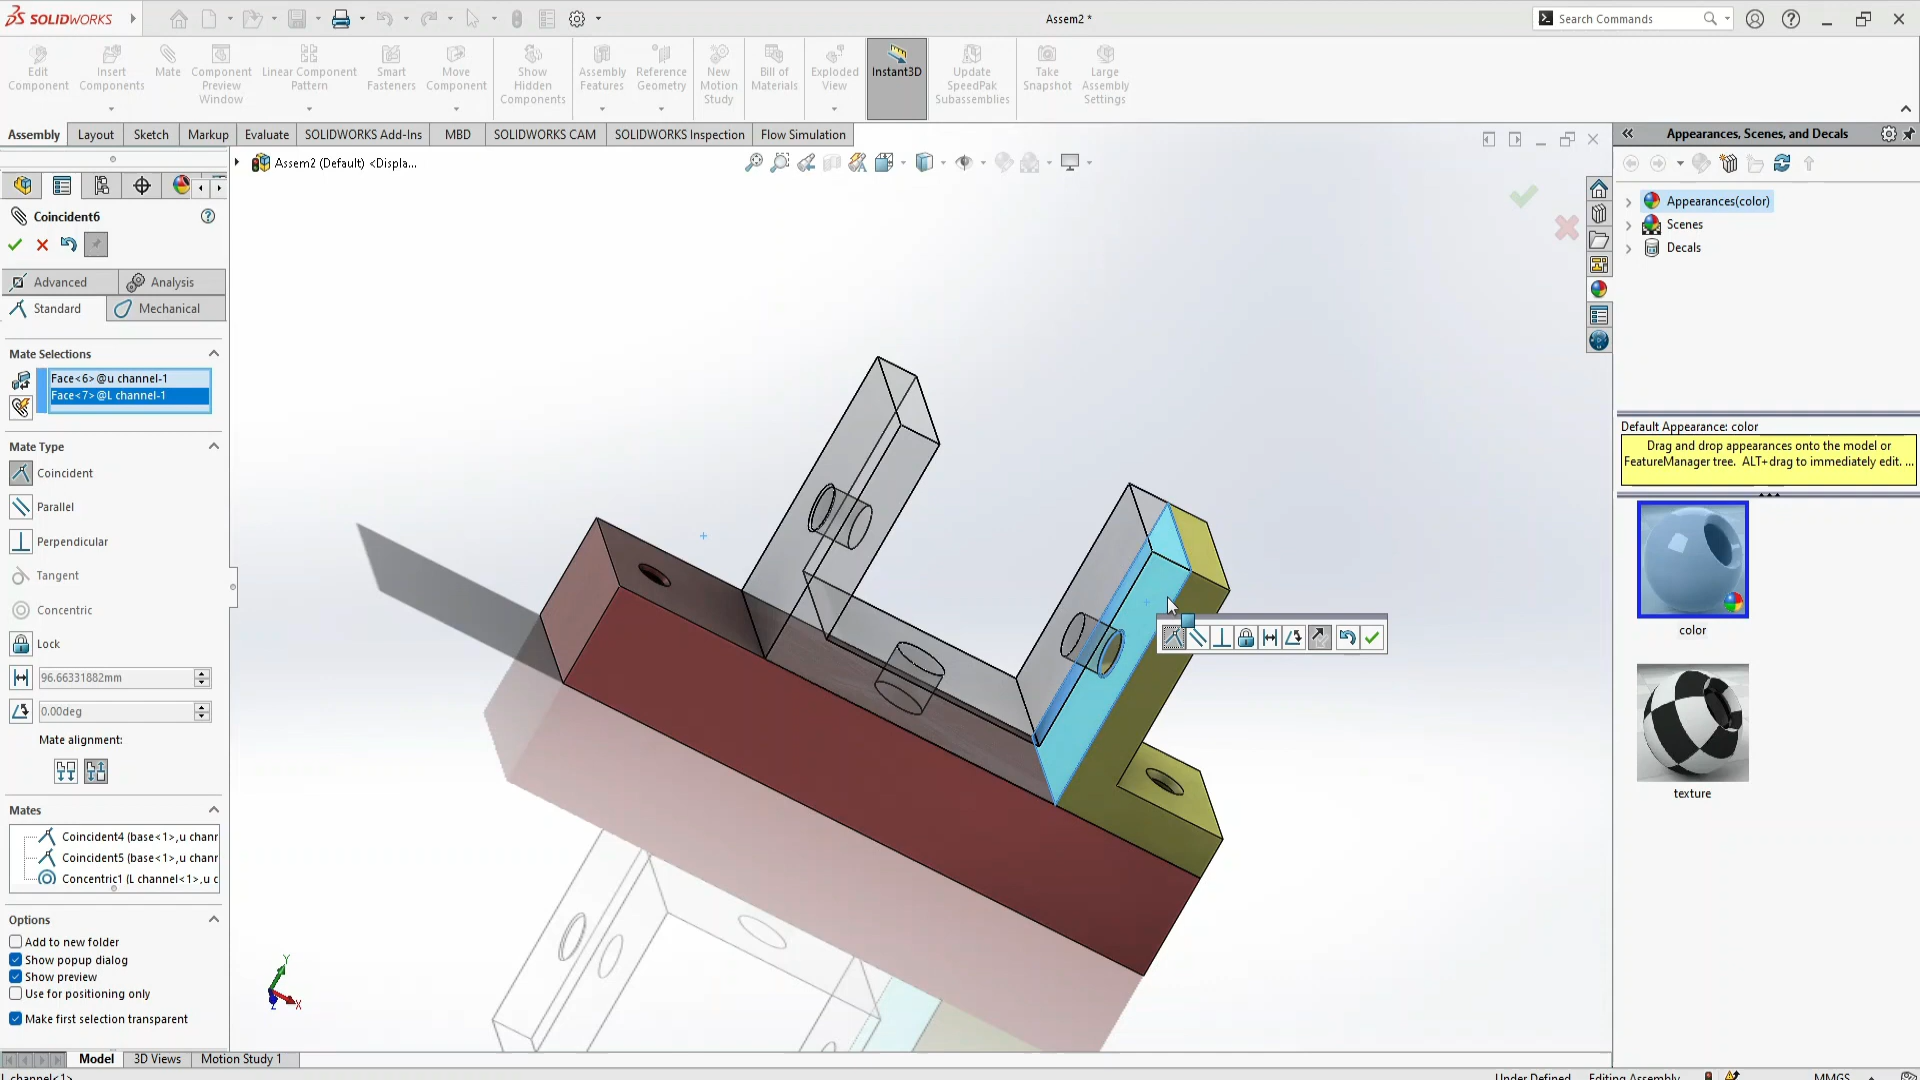 SOLIDWORKS
Assem2 *
Search Commands
Edit Component
Insert Components
Mate
Component Preview Window
Linear Component Pattern
Smart Fasteners
Move Component
Show Hidden Components
Assembly Features
Reference Geometry
New Motion Study
Bill of Materials
Exploded View
Instant3D
Update SpeedPak Subassemblies
Take Snapshot
Large Assembly Settings
Assembly
Layout
Sketch
Markup
Evaluate
SOLIDWORKS Add-Ins
MBD
SOLIDWORKS CAM
SOLIDWORKS Inspection
Flow Simulation
Appearances, Scenes, and Decals
Assem2 (Default) <Displa...
Coincident6
Advanced
Analysis
Standard
Mechanical
Mate Selections
Face<6>@u channel-1
Face<7>@L channel-1
Mate Type
Coincident
Parallel
Perpendicular
Tangent
Concentric
Lock
96.66331882mm
0.00deg
Mate alignment:
Mates
Coincident4 (base<1>,u chanr
Coincident5 (base<1>,u chanr
Concentric1 (L channel<1>,u c
Options
Add to new folder
Show popup dialog
Show preview
Use for positioning only
Make first selection transparent
Y
X
Z
Appearances(color)
Scenes
Decals
Default Appearance: color
Drag and drop appearances onto the model or
FeatureManager tree. ALT+drag to immediately edit. ...
color
texture
Model
3D Views
Motion Study 1
L channel<1>
Under Defined
Editing Assembly
MMGS